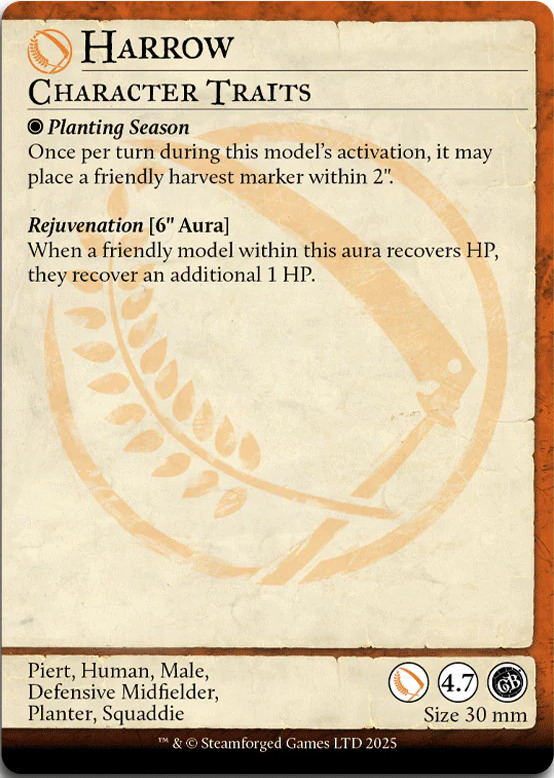 Harrow
Character Traits
Planting Season
Once per turn during this model's activation, it may
place a friendly harvest marker within 2".
Rejuvenation [6" Aura]
When a friendly model within this aura recovers HP,
they recover an additional 1 HP.
Piert, Human, Male,
Defensive Midfielder,
Planter, Squaddie
4.7
GB
Size 30 mm
™ & © Steamforged Games LTD 2025